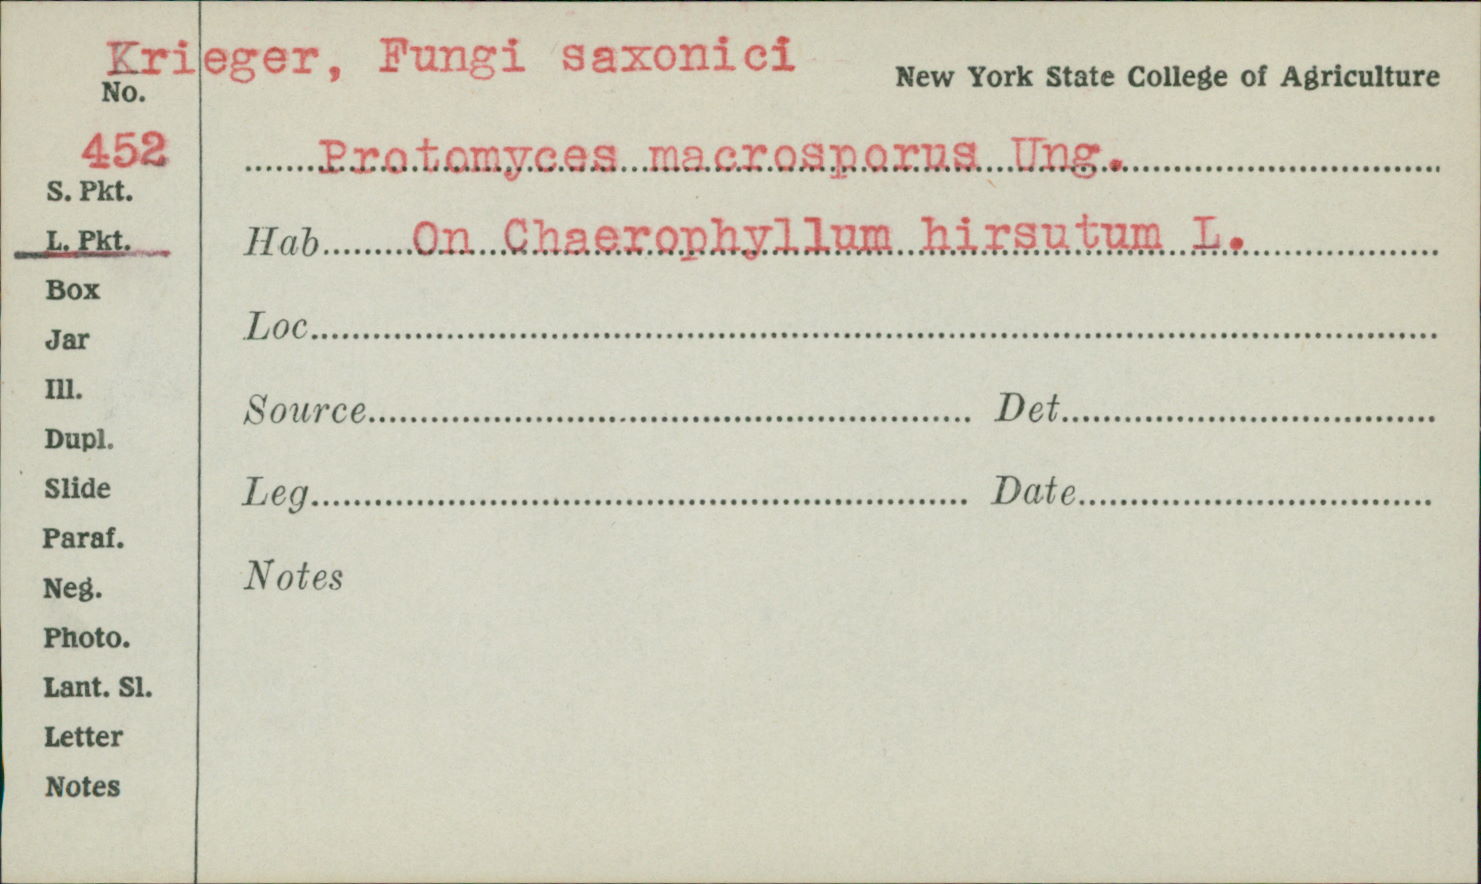 Krieger, Fungi saxonici
New York State College of Agriculture
No.
452
Protomyces macrosporus Ung.
S. Pkt.
L. Pkt.
Hab. On Chaerophyllum hirsutum L.
Box
Loc.
Jar
Ill.
Source Det.
Dupl.
Slide
Leg. Date
Paraf.
Notes
Neg.
Photo.
Lant. Sl.
Letter
Notes